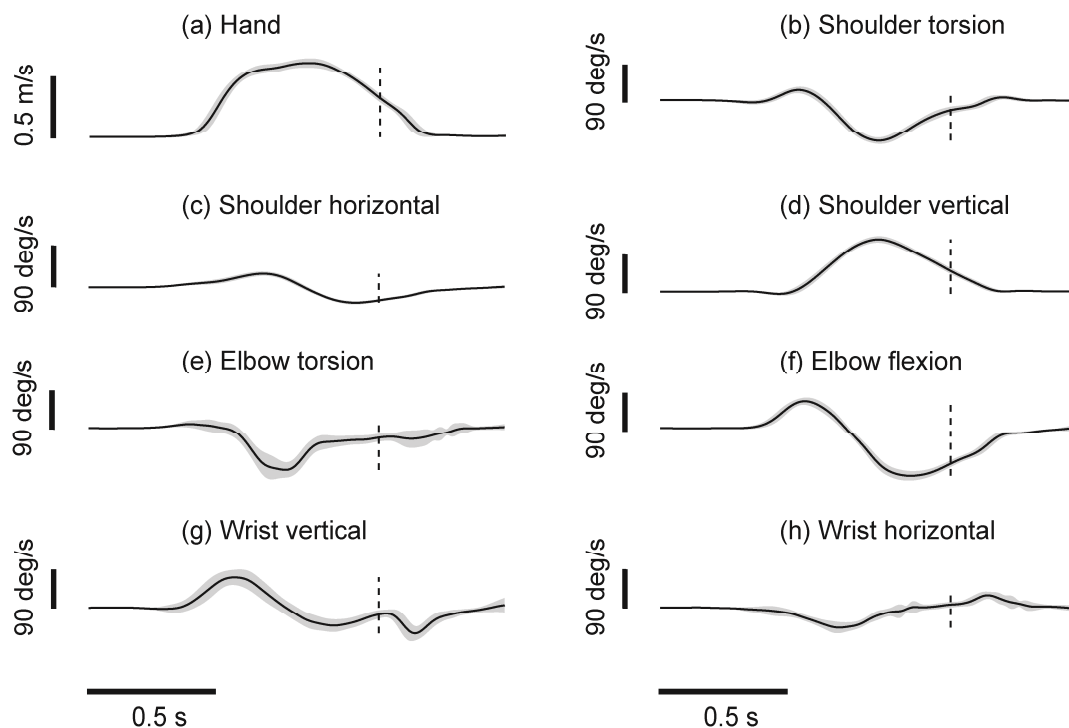 (a) Hand
0.5 m/s
(b) Shoulder torsion
90 deg/s
(c) Shoulder horizontal
90 deg/s
(d) Shoulder vertical
90 deg/s
(e) Elbow torsion
90 deg/s
(f) Elbow flexion
90 deg/s
(g) Wrist vertical
90 deg/s
(h) Wrist horizontal
90 deg/s
0.5 s
0.5 s